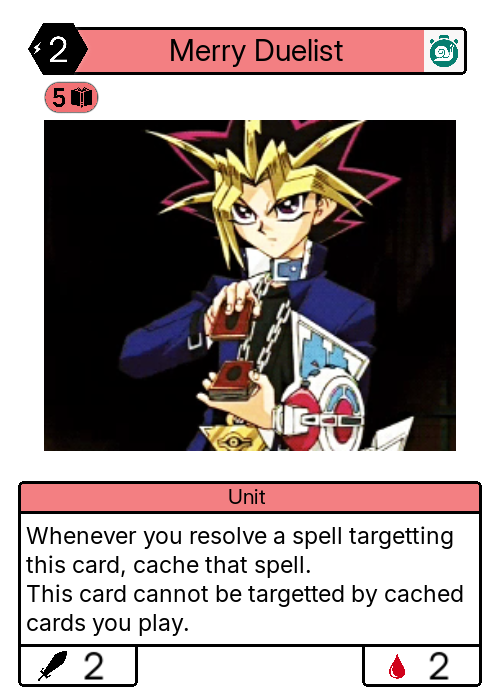 2
Merry Duelist
5
Unit
Whenever you resolve a spell targetting
this card, cache that spell.
This card cannot be targetted by cached
cards you play.
2
2